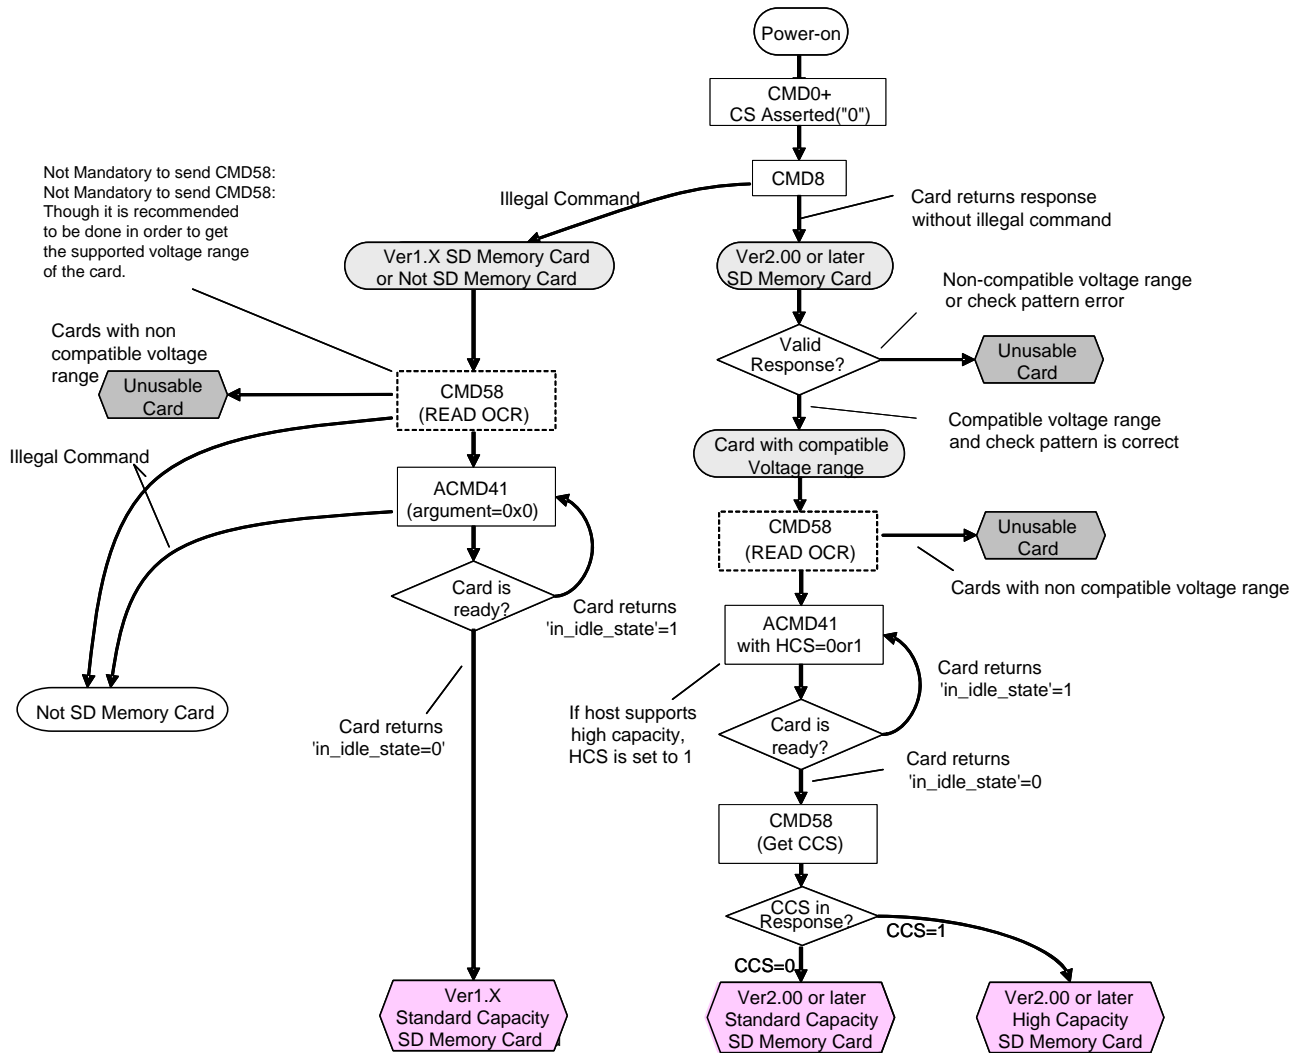 Power-on
CMD0+
CS Asserted("0")
CMD8
Illegal Command
Card returns response
without illegal command
Not Mandatory to send CMD58:
Not Mandatory to send CMD58:
Though it is recommended
to be done in order to get
the supported voltage range
of the card.
Ver1.X SD Memory Card
or Not SD Memory Card
Ver2.00 or later
SD Memory Card
Non-compatible voltage range
or check pattern error
Cards with non
compatible voltage
range
Unusable
Card
CMD58
(READ OCR)
Valid
Response?
Unusable
Card
Compatible voltage range
and check pattern is correct
Card with compatible
Voltage range
Illegal Command
ACMD41
(argument=0x0)
CMD58
(READ OCR)
Unusable
Card
Cards with non compatible voltage range
Card is
ready?
Card returns
'in_idle_state'=1
ACMD41
with HCS=0or1
Card returns
'in_idle_state'=1
Not SD Memory Card
Card returns
'in_idle_state=0'
If host supports
high capacity,
HCS is set to 1
Card is
ready?
Card returns
'in_idle_state'=0
CMD58
(Get CCS)
CCS in
Response?
CCS=1
CCS=0
Ver1.X
Standard Capacity
SD Memory Card
Ver2.00 or later
Standard Capacity
SD Memory Card
Ver2.00 or later
High Capacity
SD Memory Card